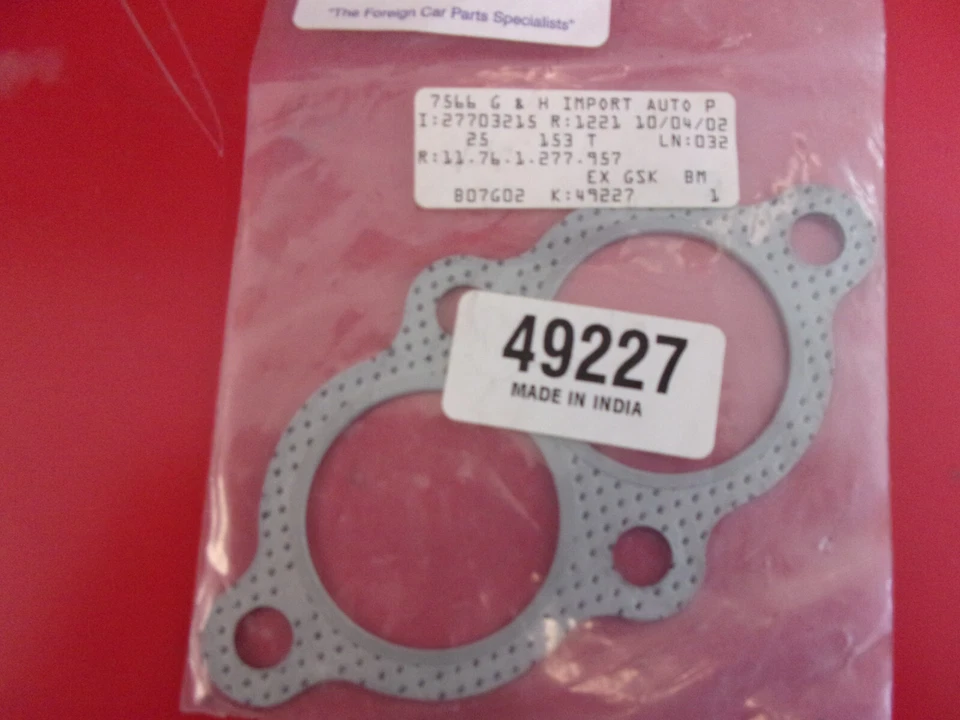 "The Foreign Car Parts Specialists"
7566 G & H IMPORT AUTO P
I:27703215 R:1221 10/04/02
25 153 T LN:032
R:11.76.1.277.957
EX GSK BM
B07G02 K:49227 1
49227
MADE IN INDIA